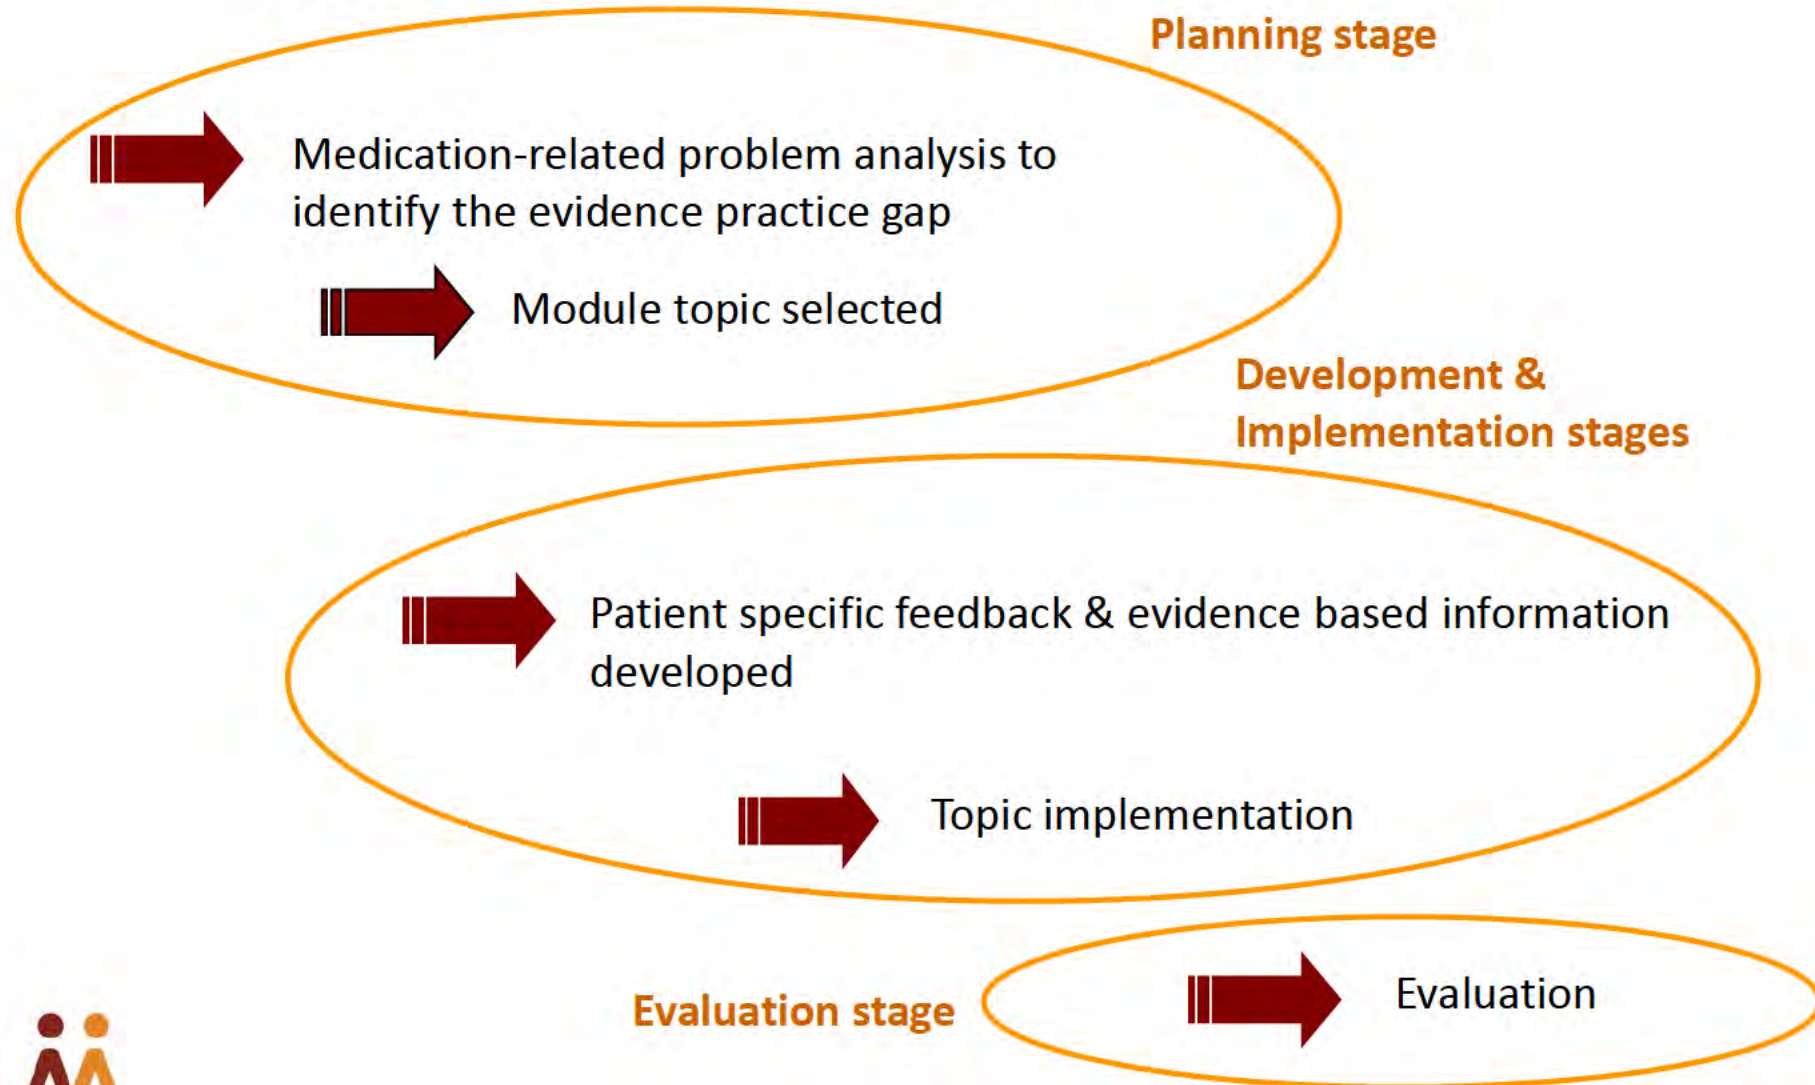 Planning stage
Medication-related problem analysis to
identify the evidence practice gap
Module topic selected
Development &
Implementation stages
Patient specific feedback & evidence based information
developed
Topic implementation
Evaluation stage
Evaluation